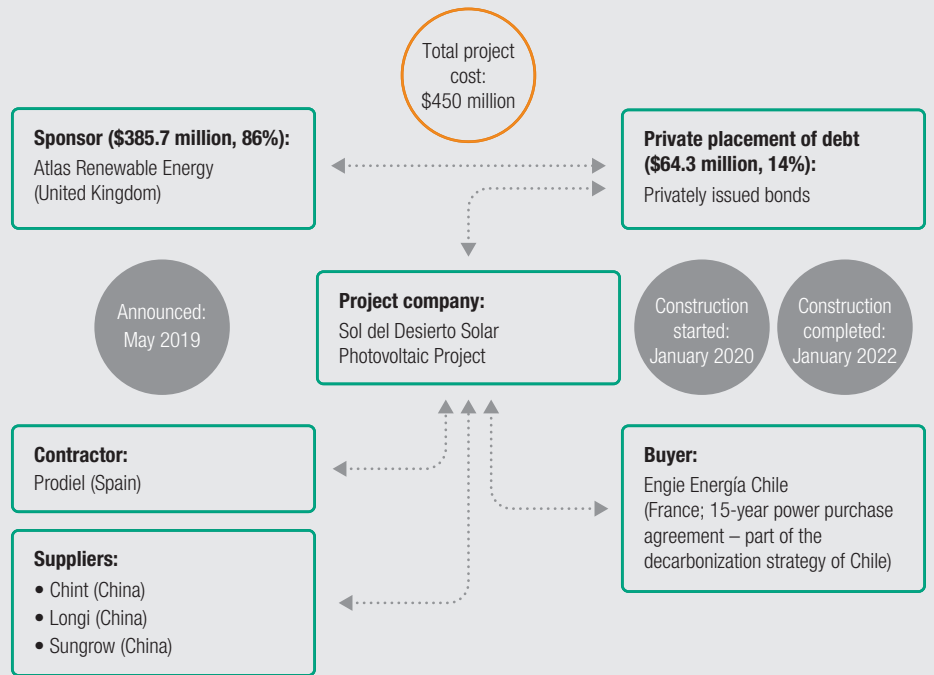 Total project
cost:
$450 million
Sponsor ($385.7 million, 86%):
Atlas Renewable Energy
(United Kingdom)
Private placement of debt
($64.3 million, 14%):
Privately issued bonds
Announced:
May 2019
Project company:
Sol del Desierto Solar
Photovoltaic Project
Construction
started:
January 2020
Construction
completed:
January 2022
Contractor:
Prodiel (Spain)
Buyer:
Engie Energía Chile
(France; 15-year power purchase
agreement – part of the
decarbonization strategy of Chile)
Suppliers:
• Chint (China)
• Longi (China)
• Sungrow (China)